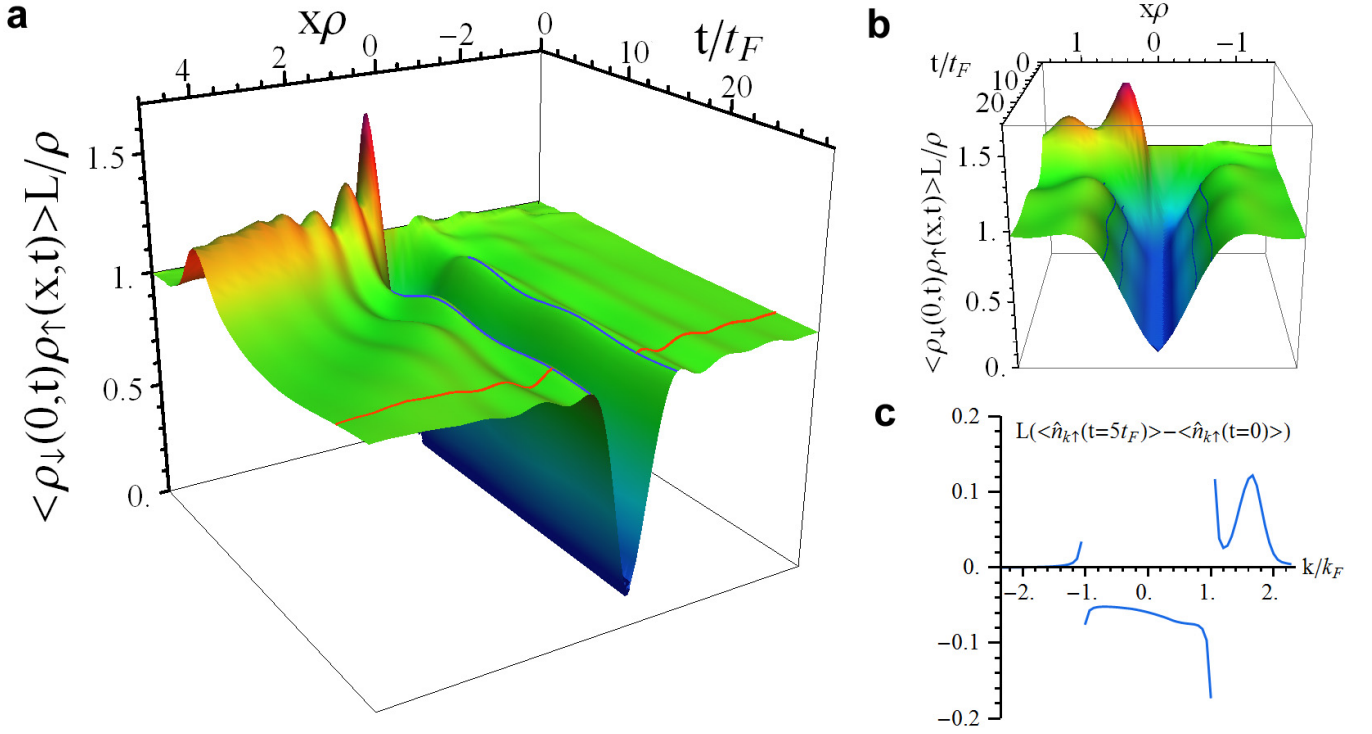 a
xρ
4 2 0 −2 0
t/t_F
10 20
<ρ↓(0,t)ρ↑(x,t)>L/ρ
1.5
1.
0.5
0.
b
xρ
1 0 −1
t/t_F
0
10
20
<ρ↓(0,t)ρ↑(x,t)>L/ρ
1.5
1.
0.5
0.
c
L(<n̂_{k↑}(t=5t_F)>−<n̂_{k↑}(t=0)>)
0.2
0.1
0.
−0.1
−0.2
−2. −1. 0. 1. 2.
k/k_F